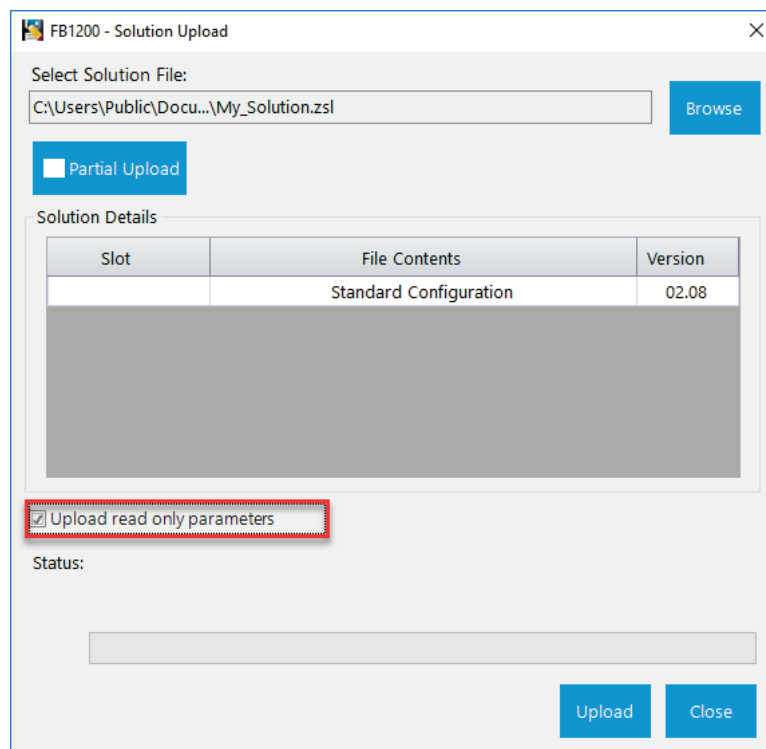 FB1200 - Solution Upload
Select Solution File:
C:\Users\Public\Docu...\My_Solution.zsl
Browse
Partial Upload
Solution Details
Slot File Contents Version
Standard Configuration 02.08
Upload read only parameters
Status:
Upload Close